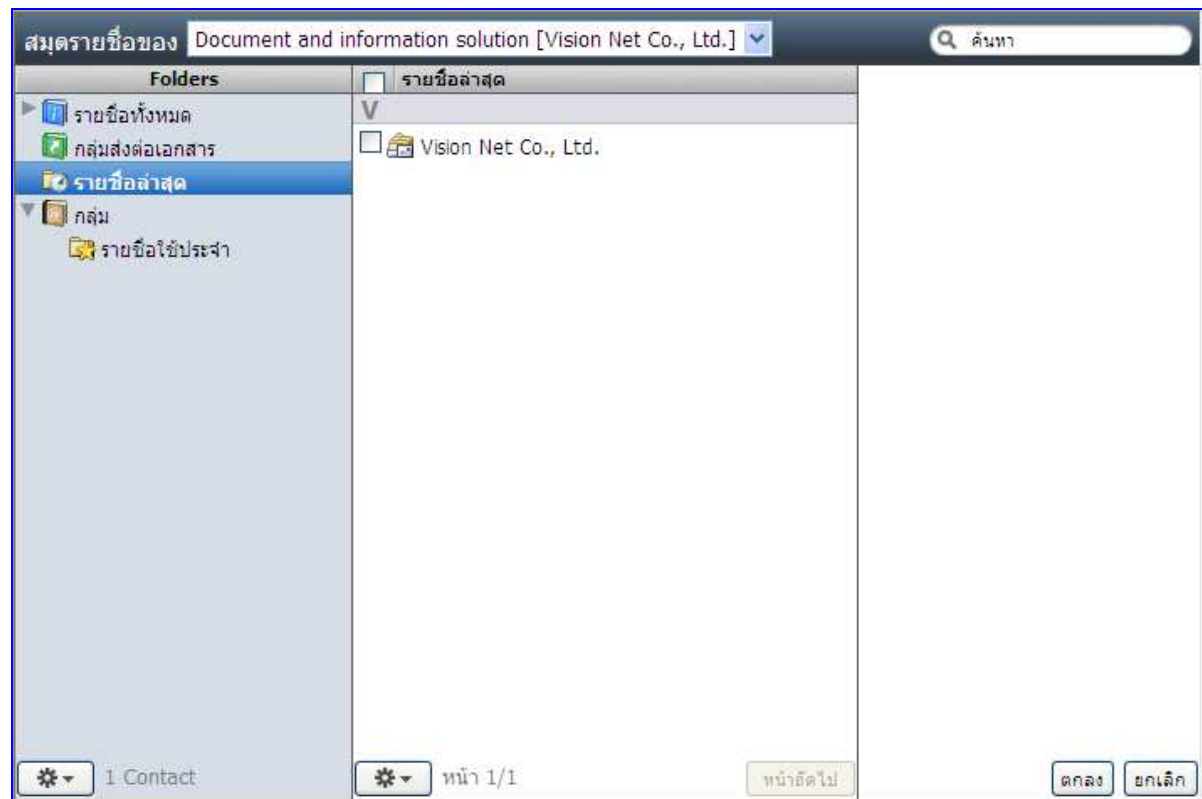 สมุดรายชื่อของ Document and information solution [Vision Net Co., Ltd.] ค้นหา
Folders
รายชื่อทั้งหมด
กลุ่มส่งต่อเอกสาร
รายชื่อล่าสุด
กลุ่ม
รายชื่อใช้ประจำ
1 Contact
รายชื่อล่าสุด
V
Vision Net Co., Ltd.
หน้า 1/1 หน้าถัดไป
ตกลง ยกเลิก